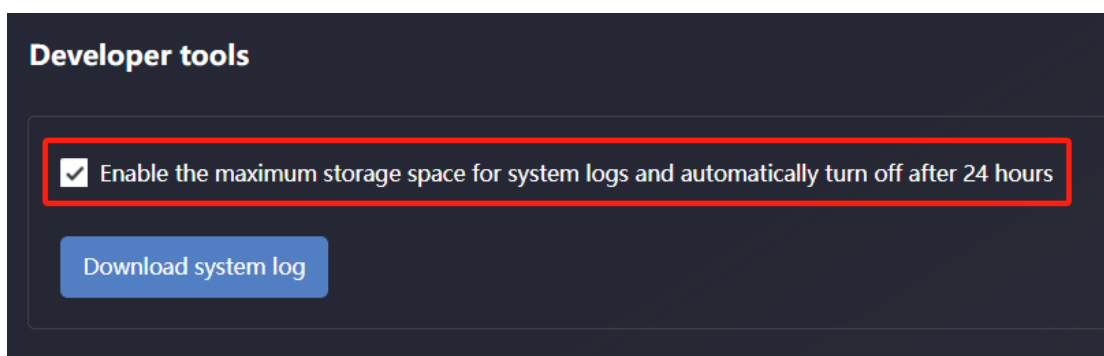 Developer tools
Enable the maximum storage space for system logs and automatically turn off after 24 hours
Download system log